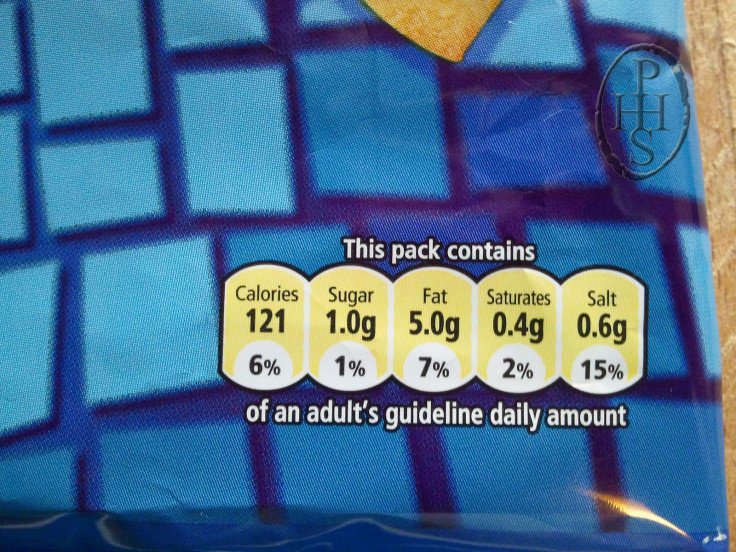 P
HHS
This pack contains
Calories Sugar Fat Saturates Salt
121 1.0g 5.0g 0.4g 0.6g
6% 1% 7% 2% 15%
of an adult's guideline daily amount